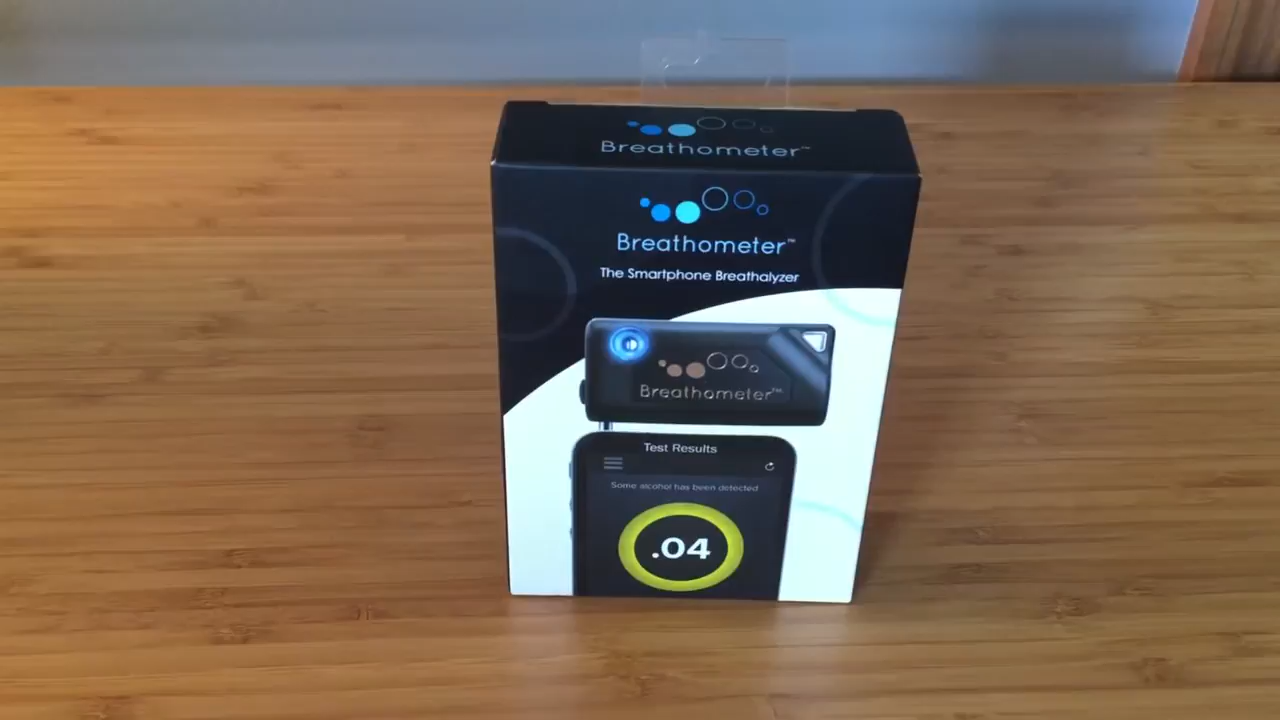 Breathometer™
Breathometer™
The Smartphone Breathalyzer
Breathometer™
Test Results
Some alcohol has been detected
.04